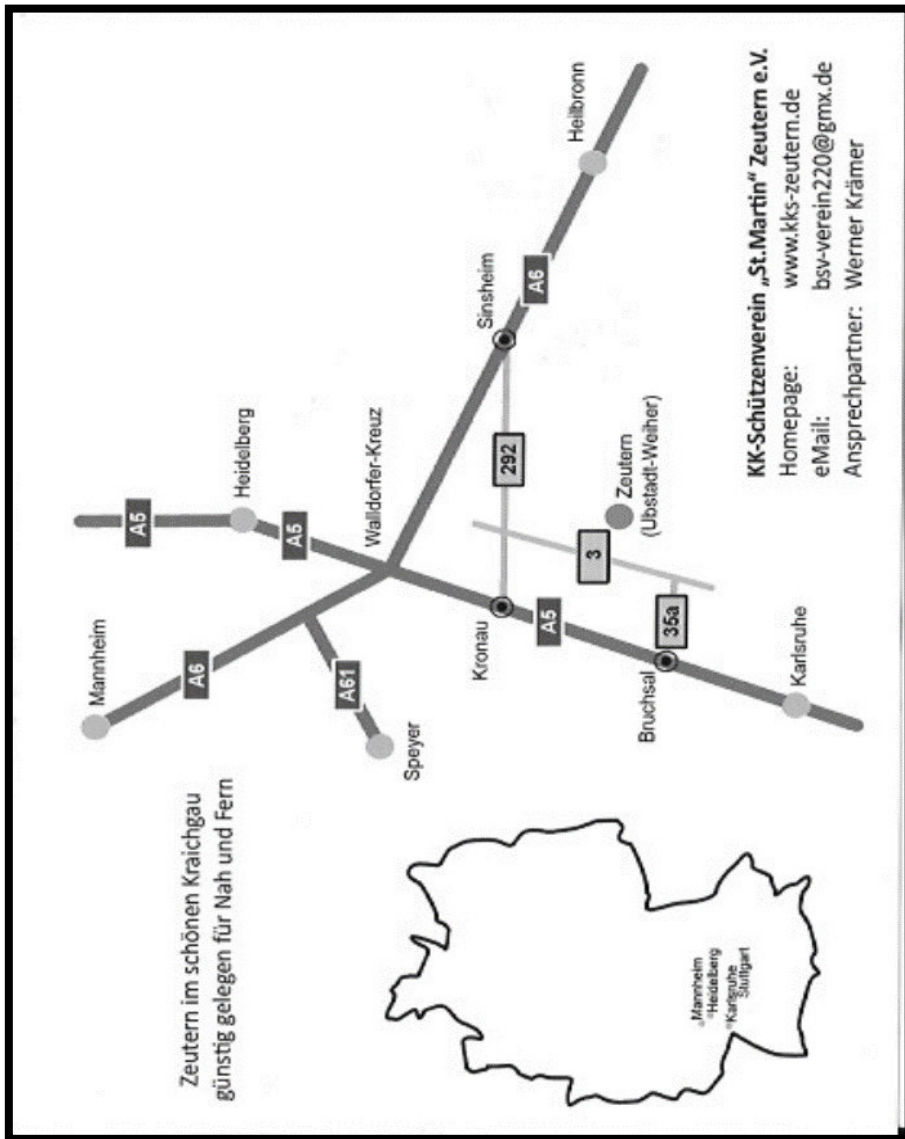 Zeutern im schönen Kraichgau
günstig gelegen für Nah und Fern
Mannheim
A5
Heidelberg
A6
A5
A61
Speyer
Walldorfer-Kreuz
Kronau
292
Sinsheim
A6
Heilbronn
A5
3
Zeutern
(Ubstadt-Weiher)
Bruchsal
35a
Karlsruhe
Mannheim
Heidelberg
Karlsruhe
Stuttgart
KK-Schützenverein „St.Martin“ Zeutern e.V.
Homepage: www.kks-zeutern.de
eMail: bsv-verein220@gmx.de
Ansprechpartner: Werner Krämer